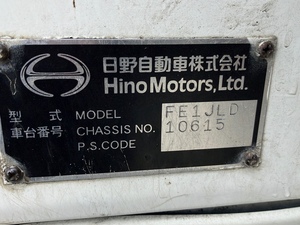 日野自動車株式会社
Hino Motors, Ltd.
型式 MODEL FE1JLD
車台番号 CHASSIS NO. 10615
P.S.CODE